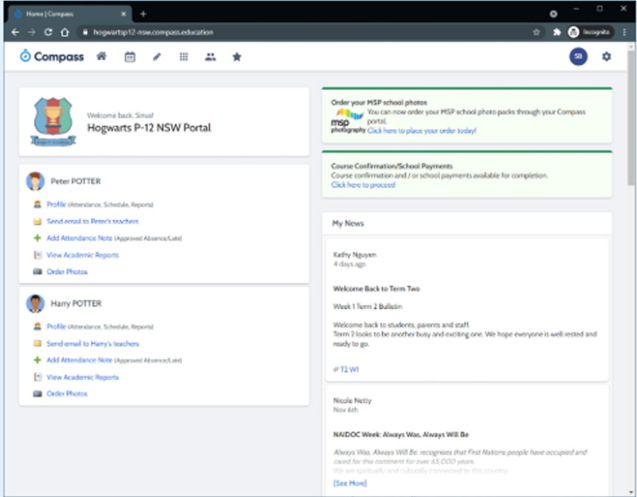 Home | Compass
hogwartsp12-nsw.compass.education
Incognito
Compass
SB
Welcome back, Sirius!
Hogwarts P-12 NSW Portal
Peter POTTER
Profile (Attendance, Schedule, Reports)
Send email to Peter's teachers
Add Attendance Note (Approved Absence/Late)
View Academic Reports
Order Photos
Harry POTTER
Profile (Attendance, Schedule, Reports)
Send email to Harry's teachers
Add Attendance Note (Approved Absence/Late)
View Academic Reports
Order Photos
Order your MSP school photos
msp
photography
You can now order your MSP school photo packs through your Compass
portal.
Click here to place your order today!
Course Confirmation/School Payments
Course confirmation and / or school payments available for completion.
Click here to proceed
My News
Kathy Nguyen
4 days ago
Welcome Back to Term Two
Week 1 Term 2 Bulletin
Welcome back to students, parents and staff.
Term 2 looks to be another busy and exciting one. We hope everyone is well rested and
ready to go.
T2 W1
Nicole Netty
Nov 6th
NAIDOC Week: Always Was, Always Will Be
Always Was, Always Will Be. recognises that First Nations people have occupied and
cared for this continent for over 65,000 years.
We are spiritually and culturally connected to this country.
[See More]